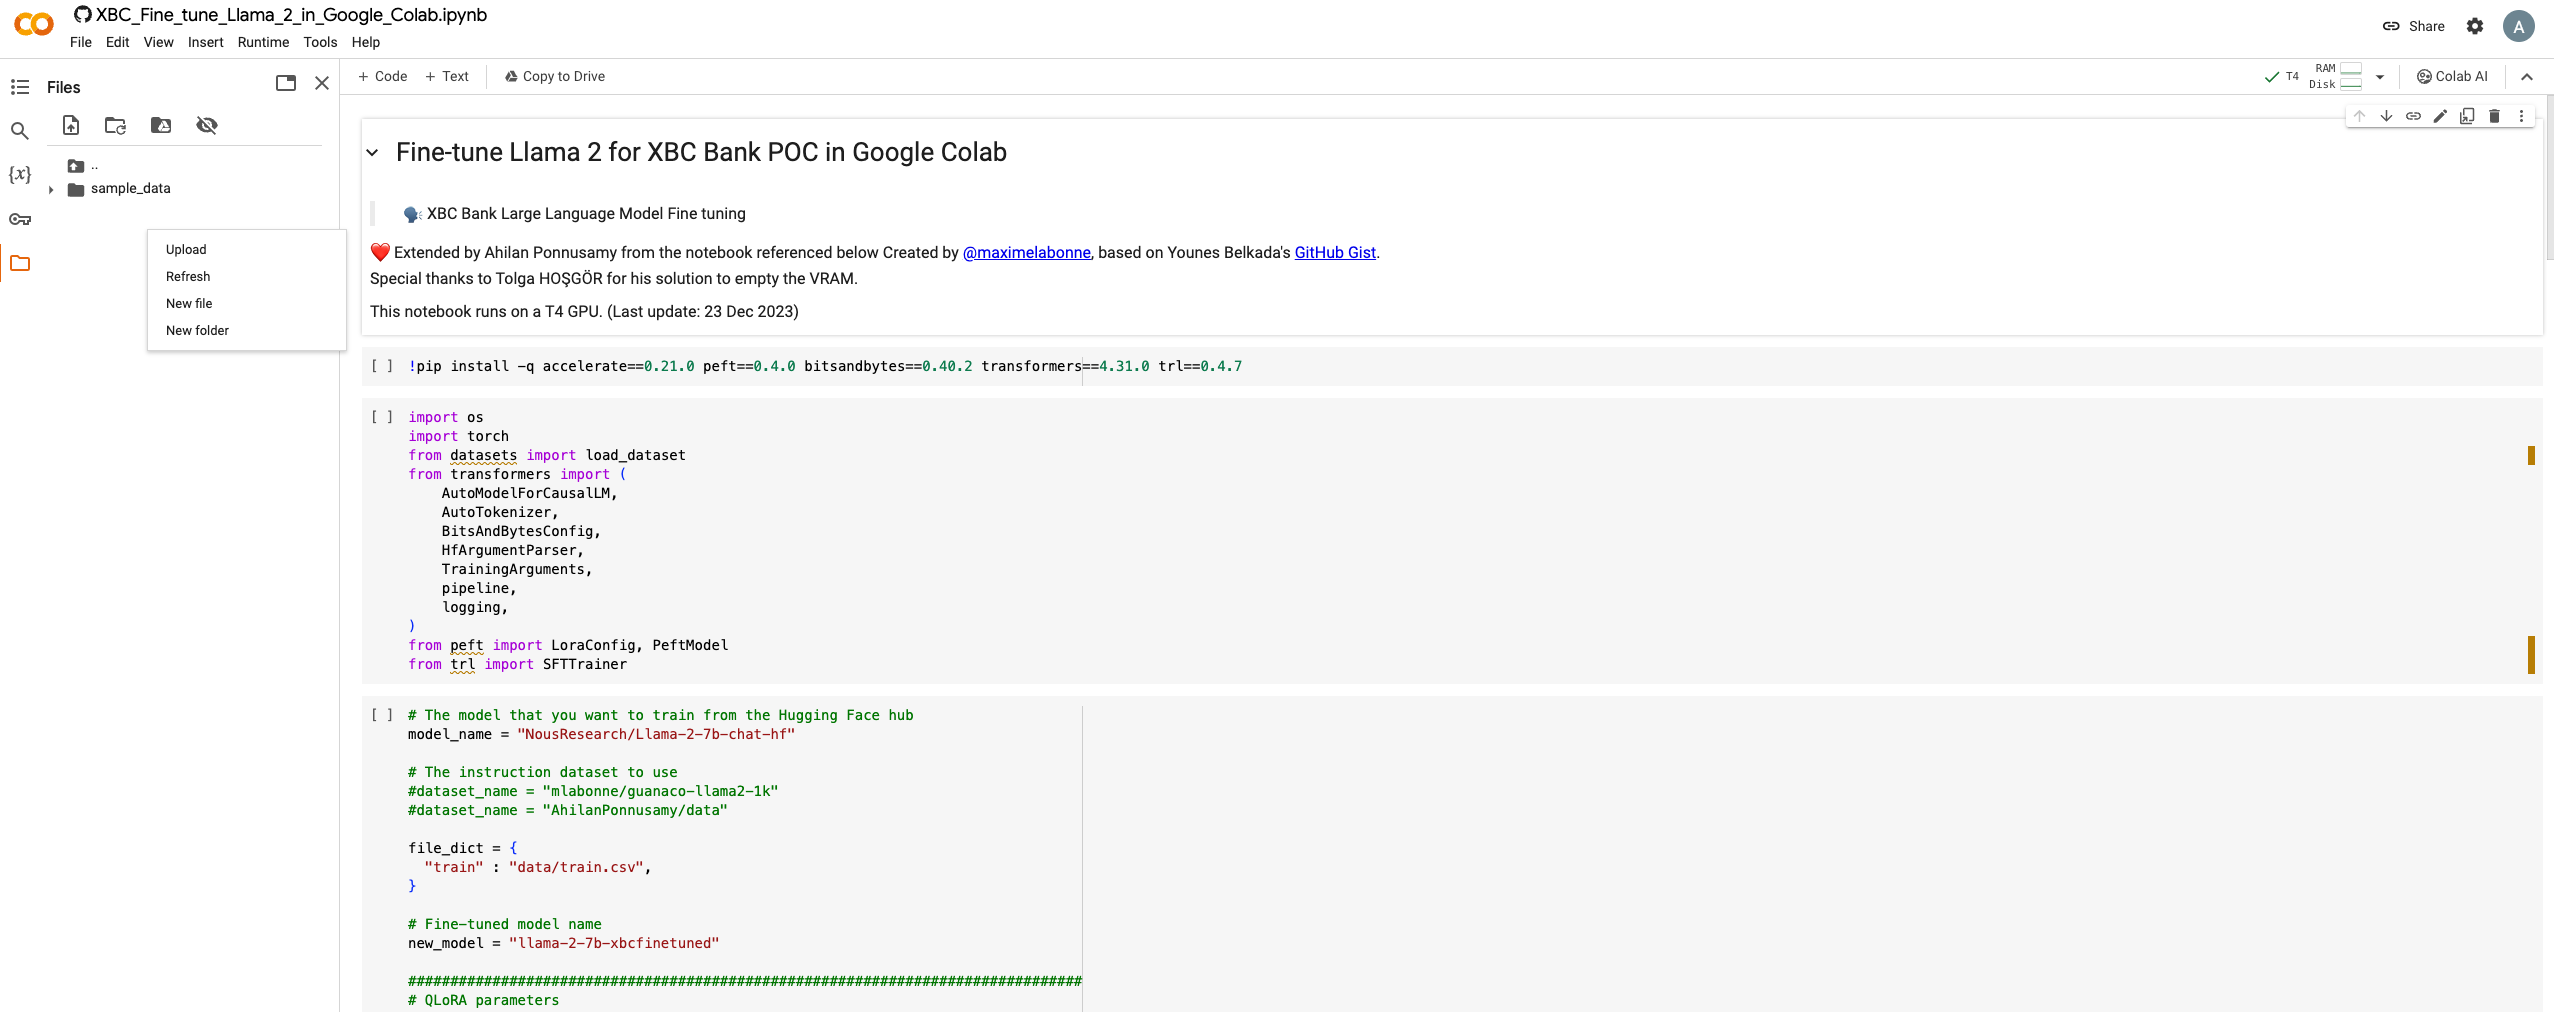 XBC_Fine_tune_Llama_2_in_Google_Colab.ipynb
File Edit View Insert Runtime Tools Help
Share
A
Files
+ Code + Text Copy to Drive
T4 RAM Disk
Colab AI
..
sample_data
{x}
Upload
Refresh
New file
New folder
Fine-tune Llama 2 for XBC Bank POC in Google Colab
🗣️ XBC Bank Large Language Model Fine tuning
❤️ Extended by Ahilan Ponnusamy from the notebook referenced below Created by @maximelabonne, based on Younes Belkada's GitHub Gist.
Special thanks to Tolga HOŞGÖR for his solution to empty the VRAM.
This notebook runs on a T4 GPU. (Last update: 23 Dec 2023)
[ ] !pip install -q accelerate==0.21.0 peft==0.4.0 bitsandbytes==0.40.2 transformers==4.31.0 trl==0.4.7
[ ] import os
import torch
from datasets import load_dataset
from transformers import (
    AutoModelForCausalLM,
    AutoTokenizer,
    BitsAndBytesConfig,
    HfArgumentParser,
    TrainingArguments,
    pipeline,
    logging,
)
from peft import LoraConfig, PeftModel
from trl import SFTTrainer
[ ] # The model that you want to train from the Hugging Face hub
model_name = "NousResearch/Llama-2-7b-chat-hf"
# The instruction dataset to use
#dataset_name = "mlabonne/guanaco-llama2-1k"
#dataset_name = "AhilanPonnusamy/data"
file_dict = {
  "train" : "data/train.csv",
}
# Fine-tuned model name
new_model = "llama-2-7b-xbcfinetuned"
################################################################################
# QLoRA parameters